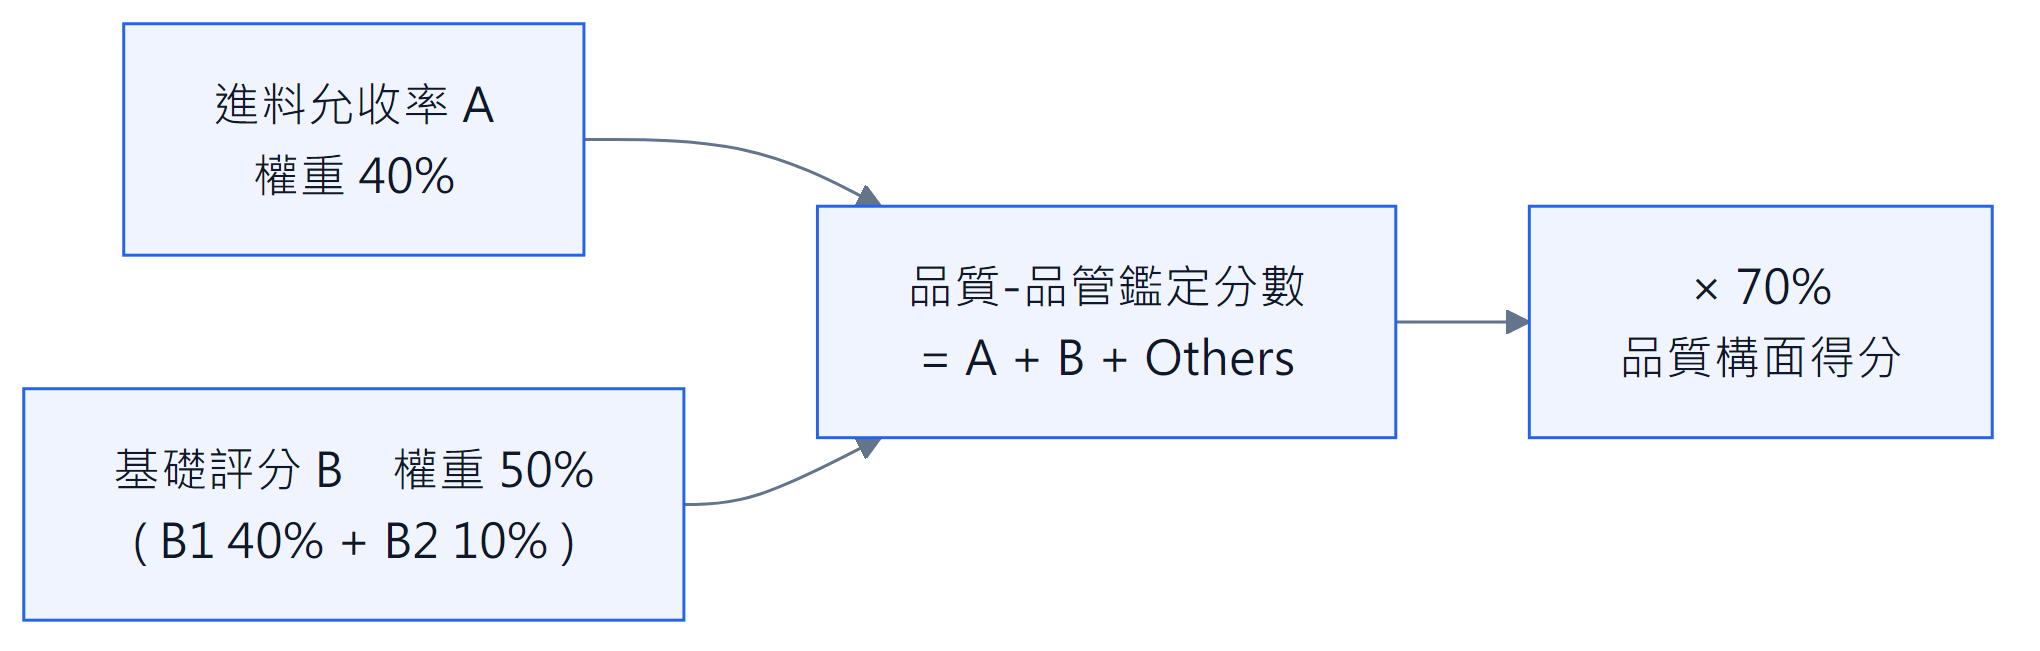 進料允收率 A
權重 40%
基礎評分 B　權重 50%
( B1 40% + B2 10% )
品質-品管鑑定分數
= A + B + Others
× 70%
品質構面得分